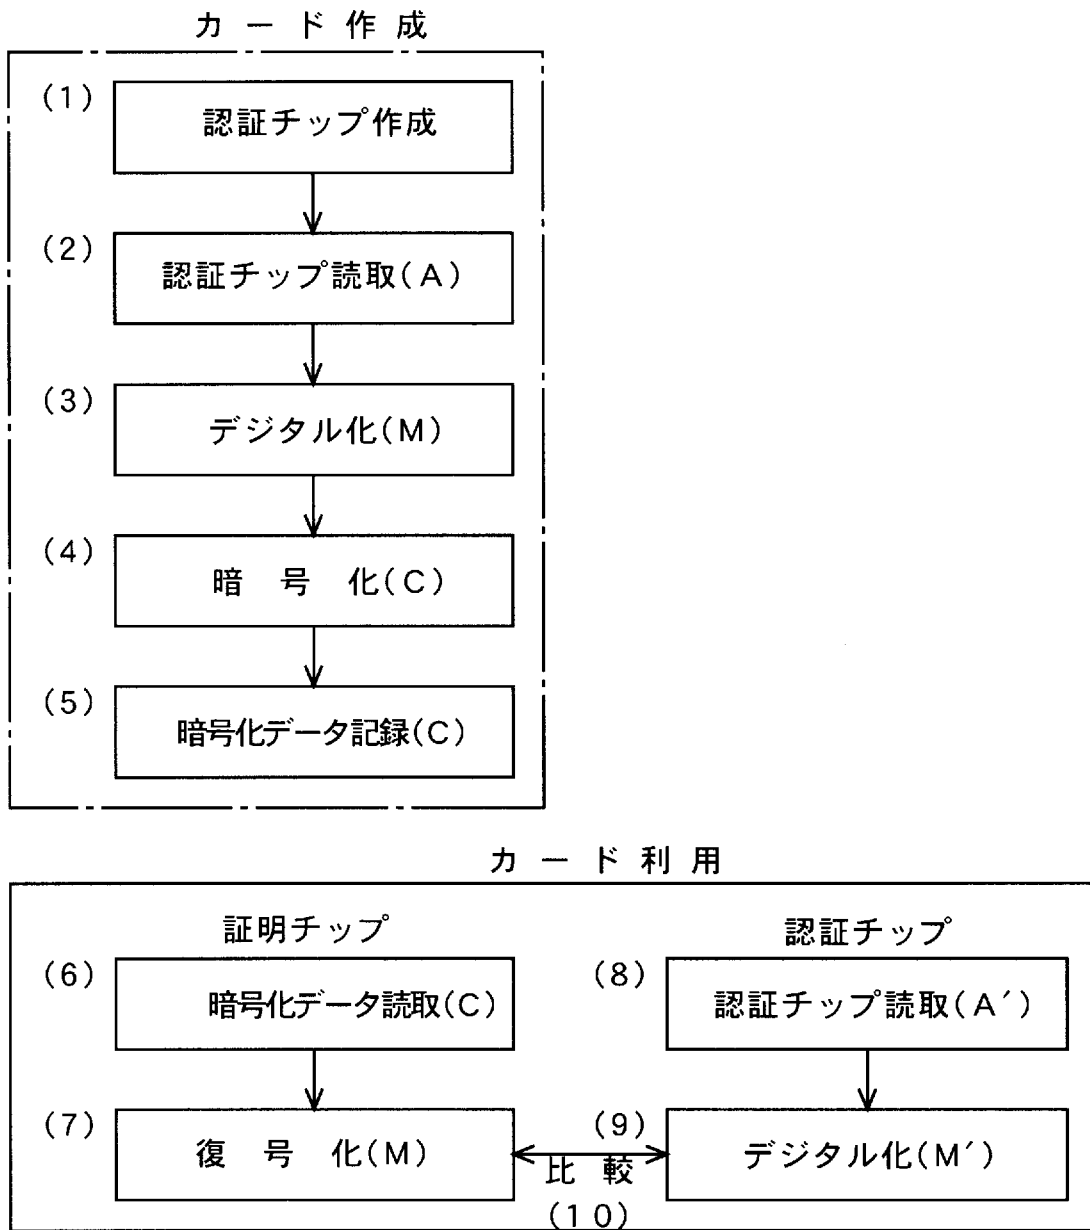 カード作成
(1)
認証チップ作成
(2)
認証チップ読取(A)
(3)
デジタル化(M)
(4)
暗号化(C)
(5)
暗号化データ記録(C)
カード利用
証明チップ
認証チップ
(6)
暗号化データ読取(C)
(8)
認証チップ読取(A´)
(7)
復号化(M)
(9)
デジタル化(M´)
比較
(10)